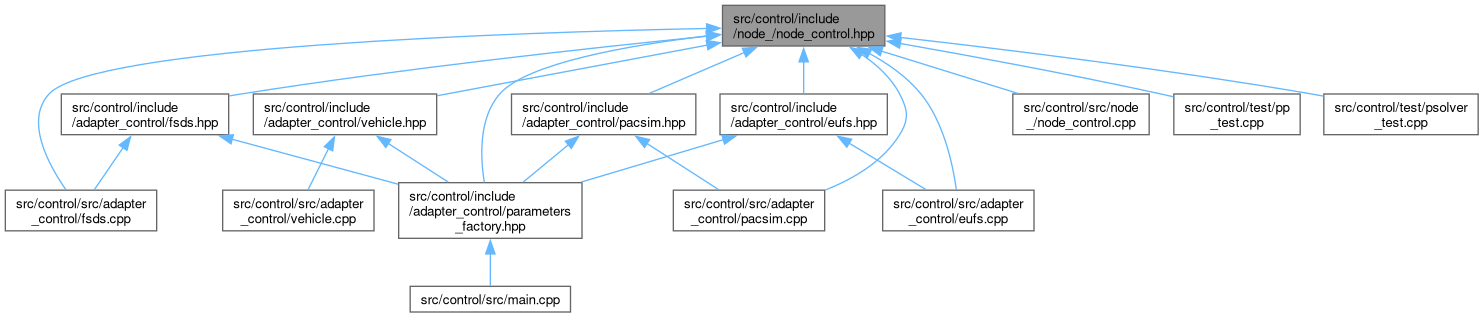 src/control/include
/node_/node_control.hpp
src/control/include
/adapter_control/fsds.hpp
src/control/include
/adapter_control/vehicle.hpp
src/control/include
/adapter_control/pacsim.hpp
src/control/include
/adapter_control/eufs.hpp
src/control/src/node
_/node_control.cpp
src/control/test/pp
_test.cpp
src/control/test/psolver
_test.cpp
src/control/src/adapter
_control/fsds.cpp
src/control/src/adapter
_control/vehicle.cpp
src/control/include
/adapter_control/parameters
_factory.hpp
src/control/src/adapter
_control/pacsim.cpp
src/control/src/adapter
_control/eufs.cpp
src/control/src/main.cpp